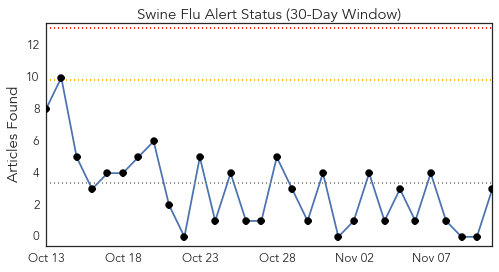 Swine Flu Alert Status (30-Day Window)
Articles Found
12
10
8
6
4
2
0
Oct 13 Oct 18 Oct 23 Oct 28 Nov 02 Nov 07